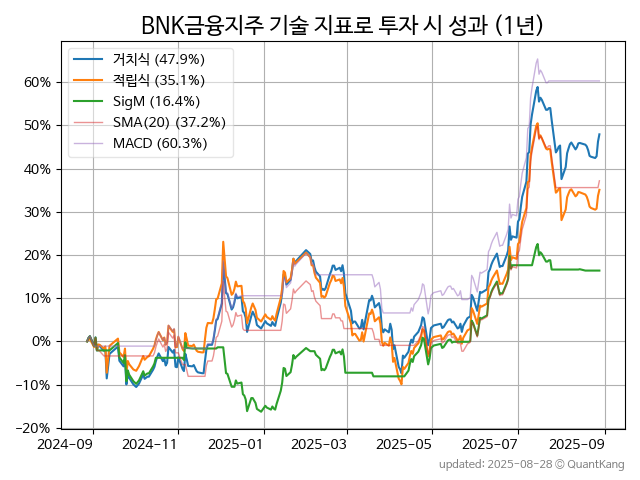 BNK금융지주 기술 지표로 투자 시 성과 (1년)
거치식 (47.9%)
적립식 (35.1%)
SigM (16.4%)
SMA(20) (37.2%)
MACD (60.3%)
60%
50%
40%
30%
20%
10%
0%
−10%
−20%
2024-09 2024-11 2025-01 2025-03 2025-05 2025-07 2025-09
updated: 2025-08-28 © QuantKang